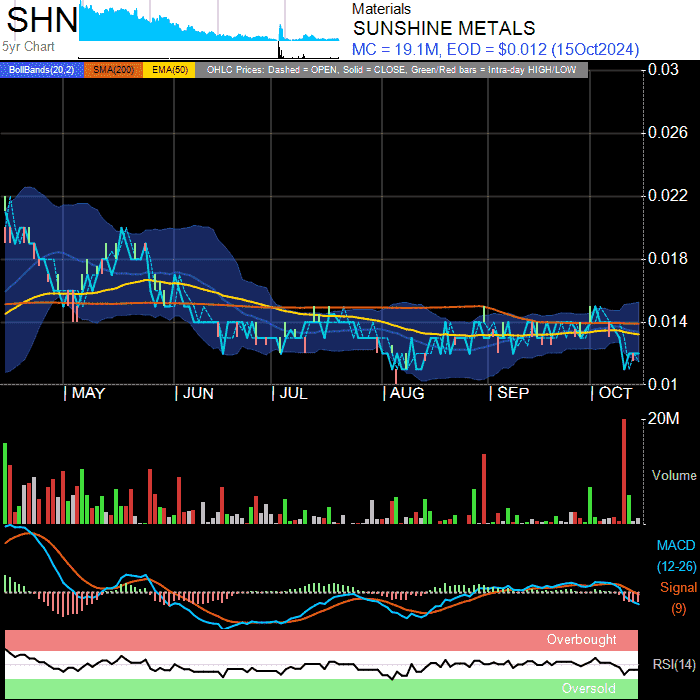 SHN
5yr Chart
Materials
SUNSHINE METALS
MC = 19.1M, EOD = $0.012 (15Oct2024)
BollBands(20,2) SMA(200) EMA(50) OHLC Prices: Dashed = OPEN, Solid = CLOSE, Green/Red bars = Intra-day HIGH/LOW
0.03
0.026
0.022
0.018
0.014
0.01
MAY JUN JUL AUG SEP OCT
20M
Volume
MACD
(12-26)
Signal
(9)
Overbought
RSI(14)
Oversold